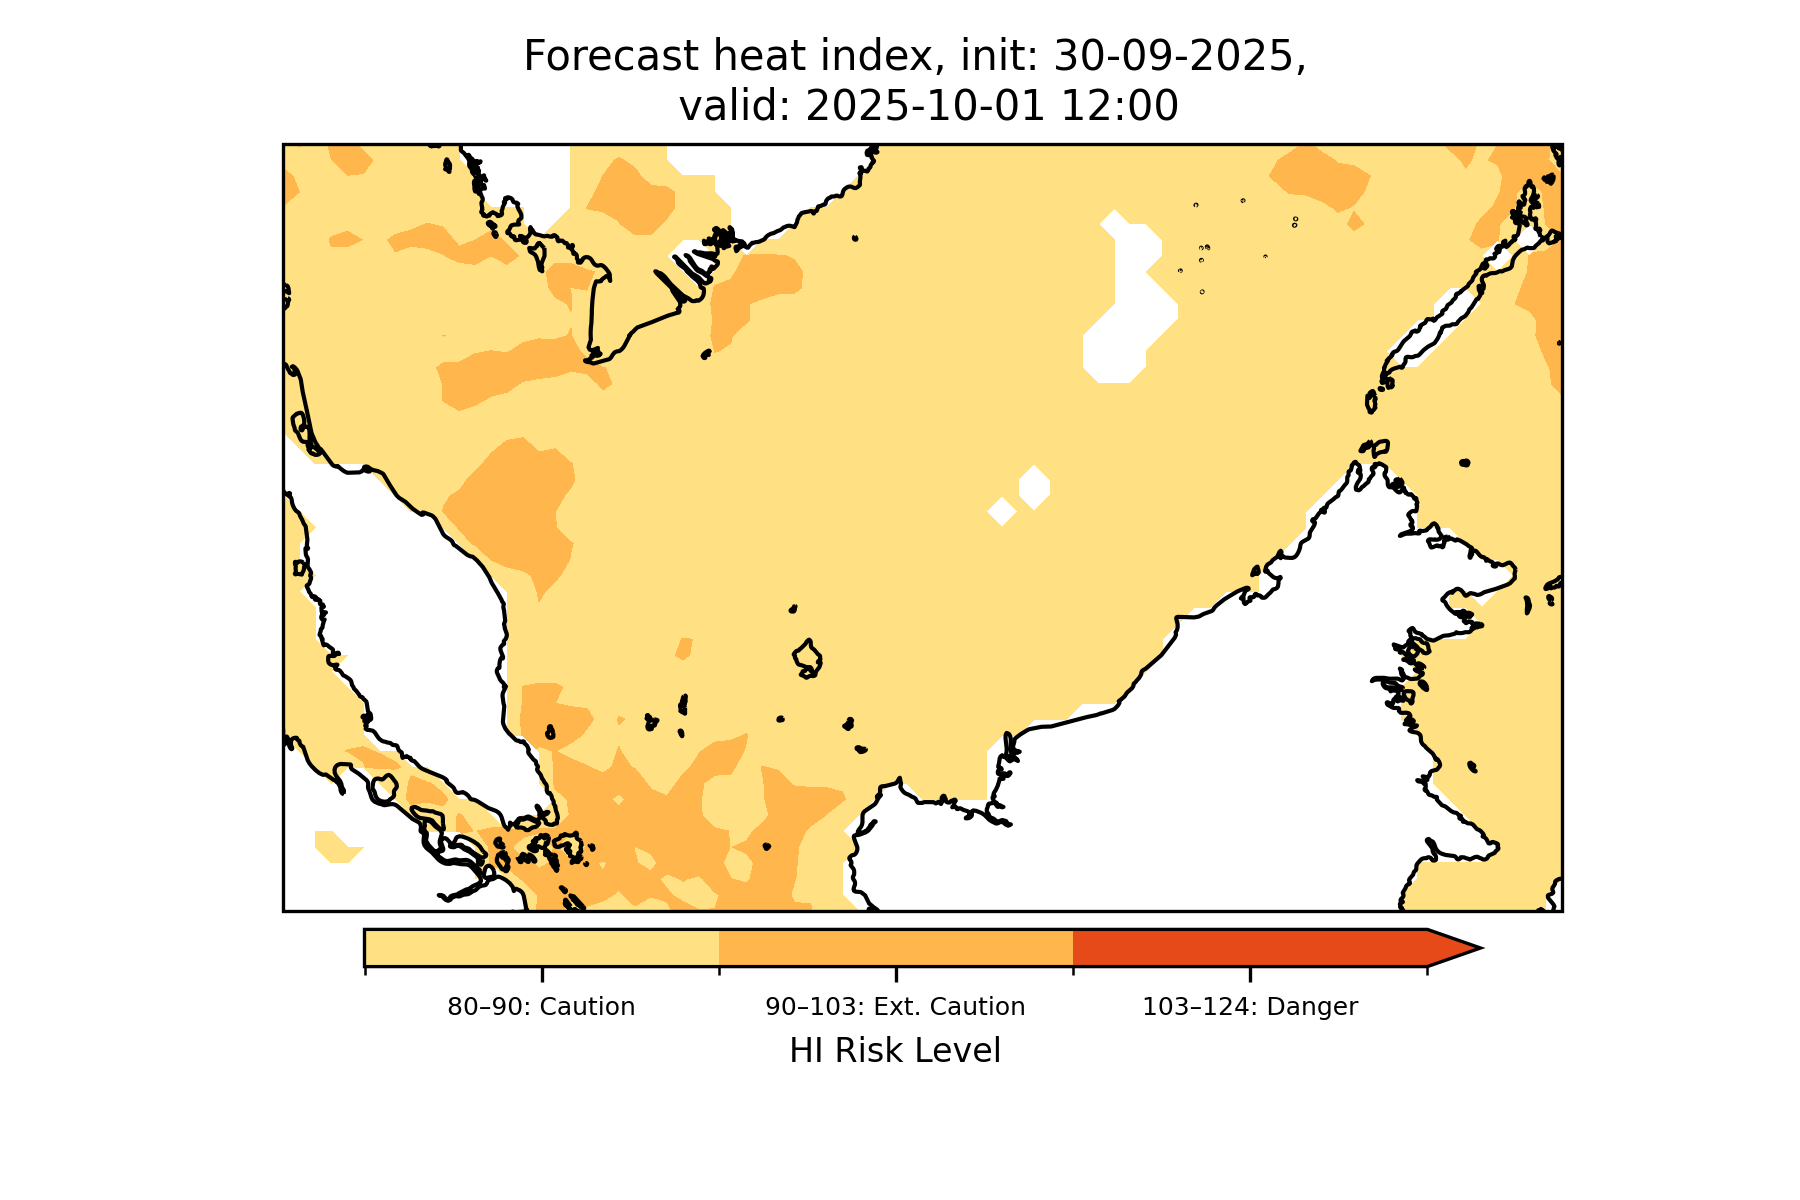 Forecast heat index, init: 30-09-2025,
valid: 2025-10-01 12:00
80–90: Caution
90–103: Ext. Caution
103–124: Danger
HI Risk Level